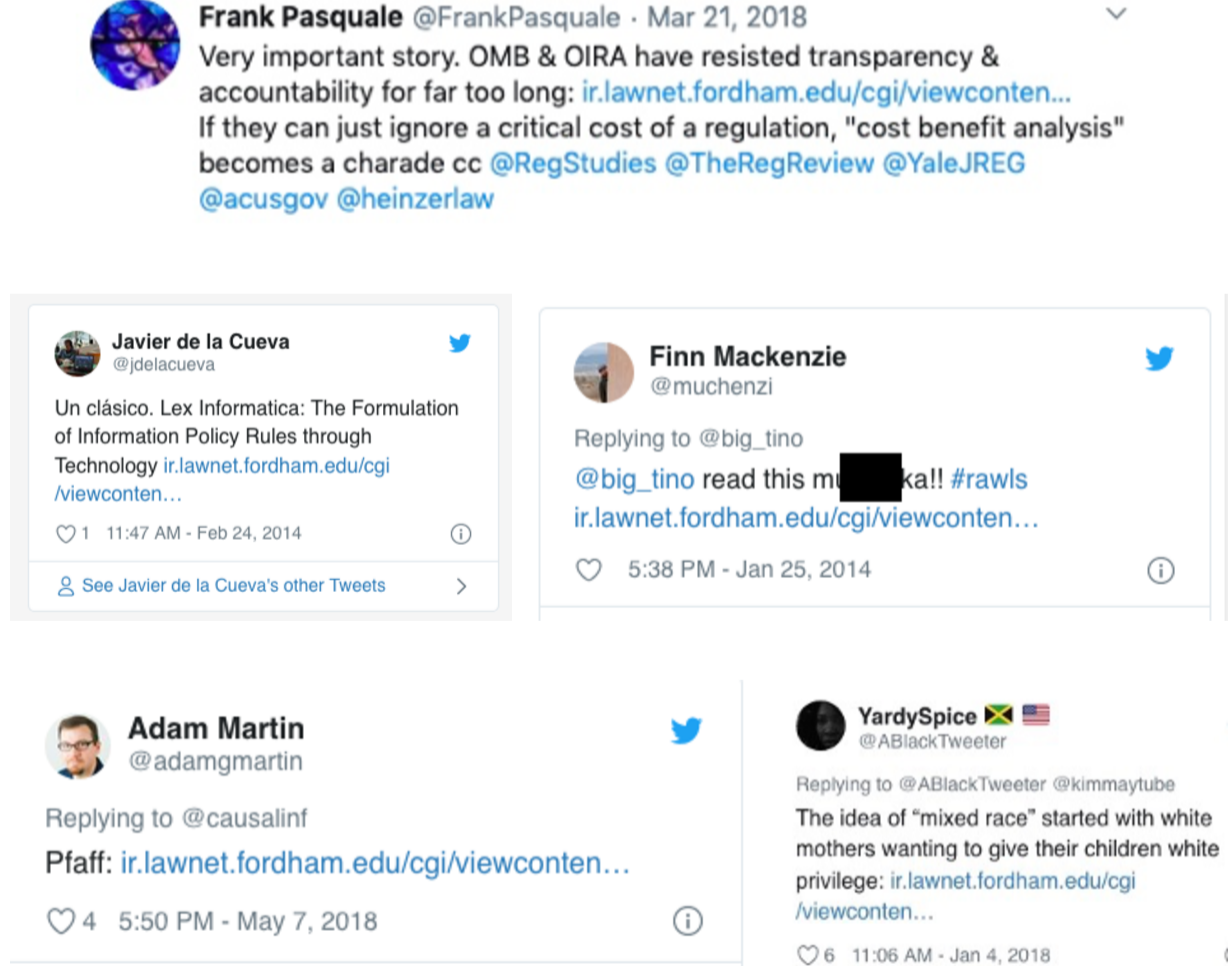 Frank Pasquale @FrankPasquale · Mar 21, 2018
Very important story. OMB & OIRA have resisted transparency &
accountability for far too long: ir.lawnet.fordham.edu/cgi/viewconten...
If they can just ignore a critical cost of a regulation, "cost benefit analysis"
becomes a charade cc @RegStudies @TheRegReview @YaleJREG
@acusgov @heinzerlaw
Javier de la Cueva
@jdelacueva
Un clásico. Lex Informatica: The Formulation
of Information Policy Rules through
Technology ir.lawnet.fordham.edu/cgi
/viewconten…
1 11:47 AM - Feb 24, 2014
See Javier de la Cueva's other Tweets
Finn Mackenzie
@muchenzi
Replying to @big_tino
@big_tino read this mu ka!! #rawls
ir.lawnet.fordham.edu/cgi/viewconten…
5:38 PM - Jan 25, 2014
Adam Martin
@adamgmartin
Replying to @causalinf
Pfaff: ir.lawnet.fordham.edu/cgi/viewconten…
4 5:50 PM - May 7, 2018
YardySpice
@ABlackTweeter
Replying to @ABlackTweeter @kimmaytube
The idea of “mixed race” started with white
mothers wanting to give their children white
privilege: ir.lawnet.fordham.edu/cgi
/viewconten…
6 11:06 AM - Jan 4, 2018